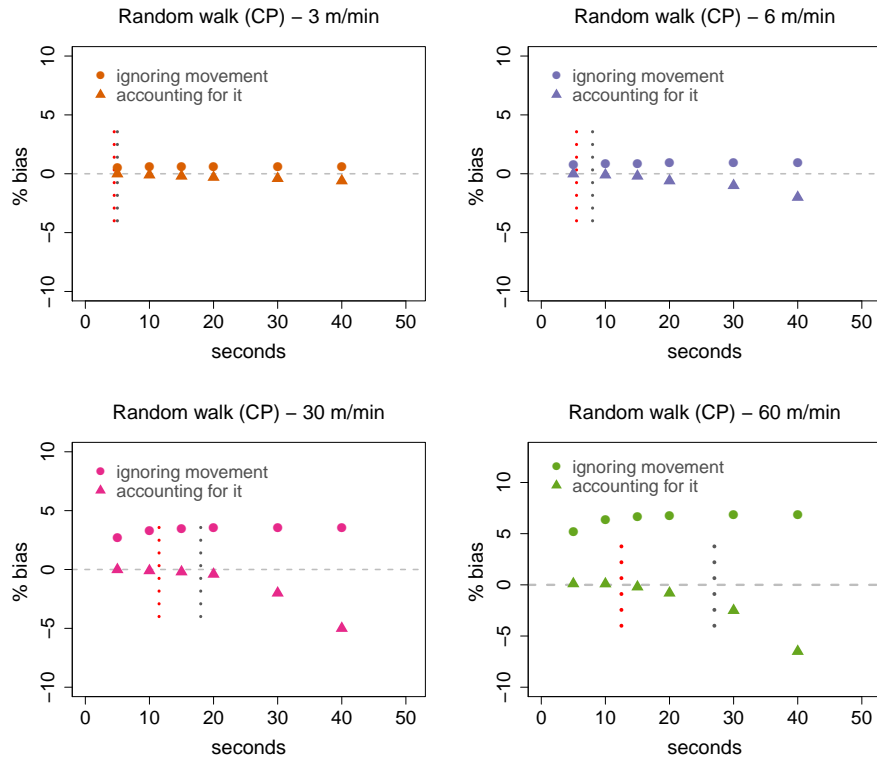 Random walk (CP) – 3 m/min
10
5
0
−5
−10
% bias
ignoring movement
accounting for it
0 10 20 30 40 50
seconds
Random walk (CP) – 6 m/min
10
5
0
−5
−10
% bias
ignoring movement
accounting for it
0 10 20 30 40 50
seconds
Random walk (CP) – 30 m/min
10
5
0
−5
−10
% bias
ignoring movement
accounting for it
0 10 20 30 40 50
seconds
Random walk (CP) – 60 m/min
10
5
0
−5
−10
% bias
ignoring movement
accounting for it
0 10 20 30 40 50
seconds